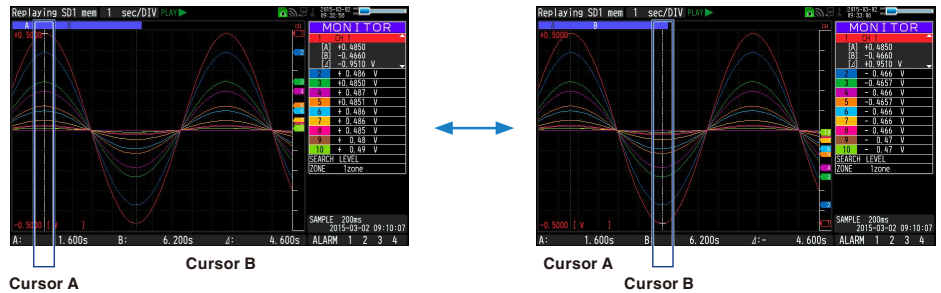 Replaying SD1 mem 1 sec/DIV PLAY
2015-03-02
09:32:56
A
CH
MONITOR
+0.5000
1 CH 1
[A] +0.4850
[B] -0.4660
[⊿] -0.9510 V
2 + 0.486 V
3 +0.4850 V
4 + 0.487 V
5 +0.4851 V
6 + 0.486 V
7 + 0.486 V
8 + 0.485 V
9 + 0.48 V
10 + 0.49 V
SEARCH LEVEL
ZONE 1zone
-0.5000 [ V ]
SAMPLE 200ms
2015-03-02 09:10:07
A: 1.600s B: 6.200s ⊿: 4.600s
ALARM 1 2 3 4
Cursor B
Cursor A
Replaying SD1 mem 1 sec/DIV PLAY
2015-03-02
09:33:06
B
CH
MONITOR
+0.5000
1 CH 1
[A] +0.4850
[B] -0.4660
[⊿] +0.9510 V
2 - 0.466 V
3 -0.4657 V
4 - 0.466 V
5 -0.4657 V
6 - 0.466 V
7 - 0.466 V
8 - 0.466 V
9 - 0.47 V
10 - 0.47 V
SEARCH LEVEL
ZONE 1zone
-0.5000 [ V ]
SAMPLE 200ms
2015-03-02 09:10:07
A: 1.600s B: 6.200s ⊿:- 4.600s
ALARM 1 2 3 4
Cursor A
Cursor B